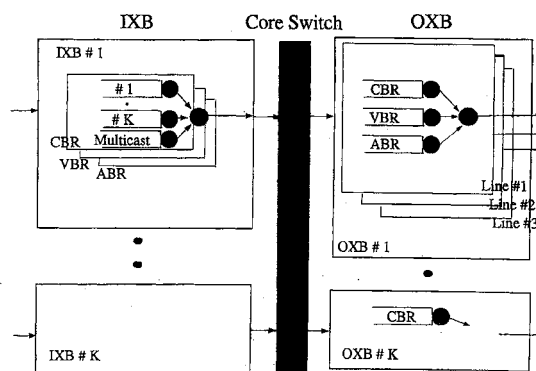 IXB
Core Switch
OXB
IXB # 1
# 1
# K
Multicast
CBR
VBR
ABR
CBR
VBR
ABR
Line #1
Line #2
Line #3
OXB # 1
IXB # K
CBR
OXB # K